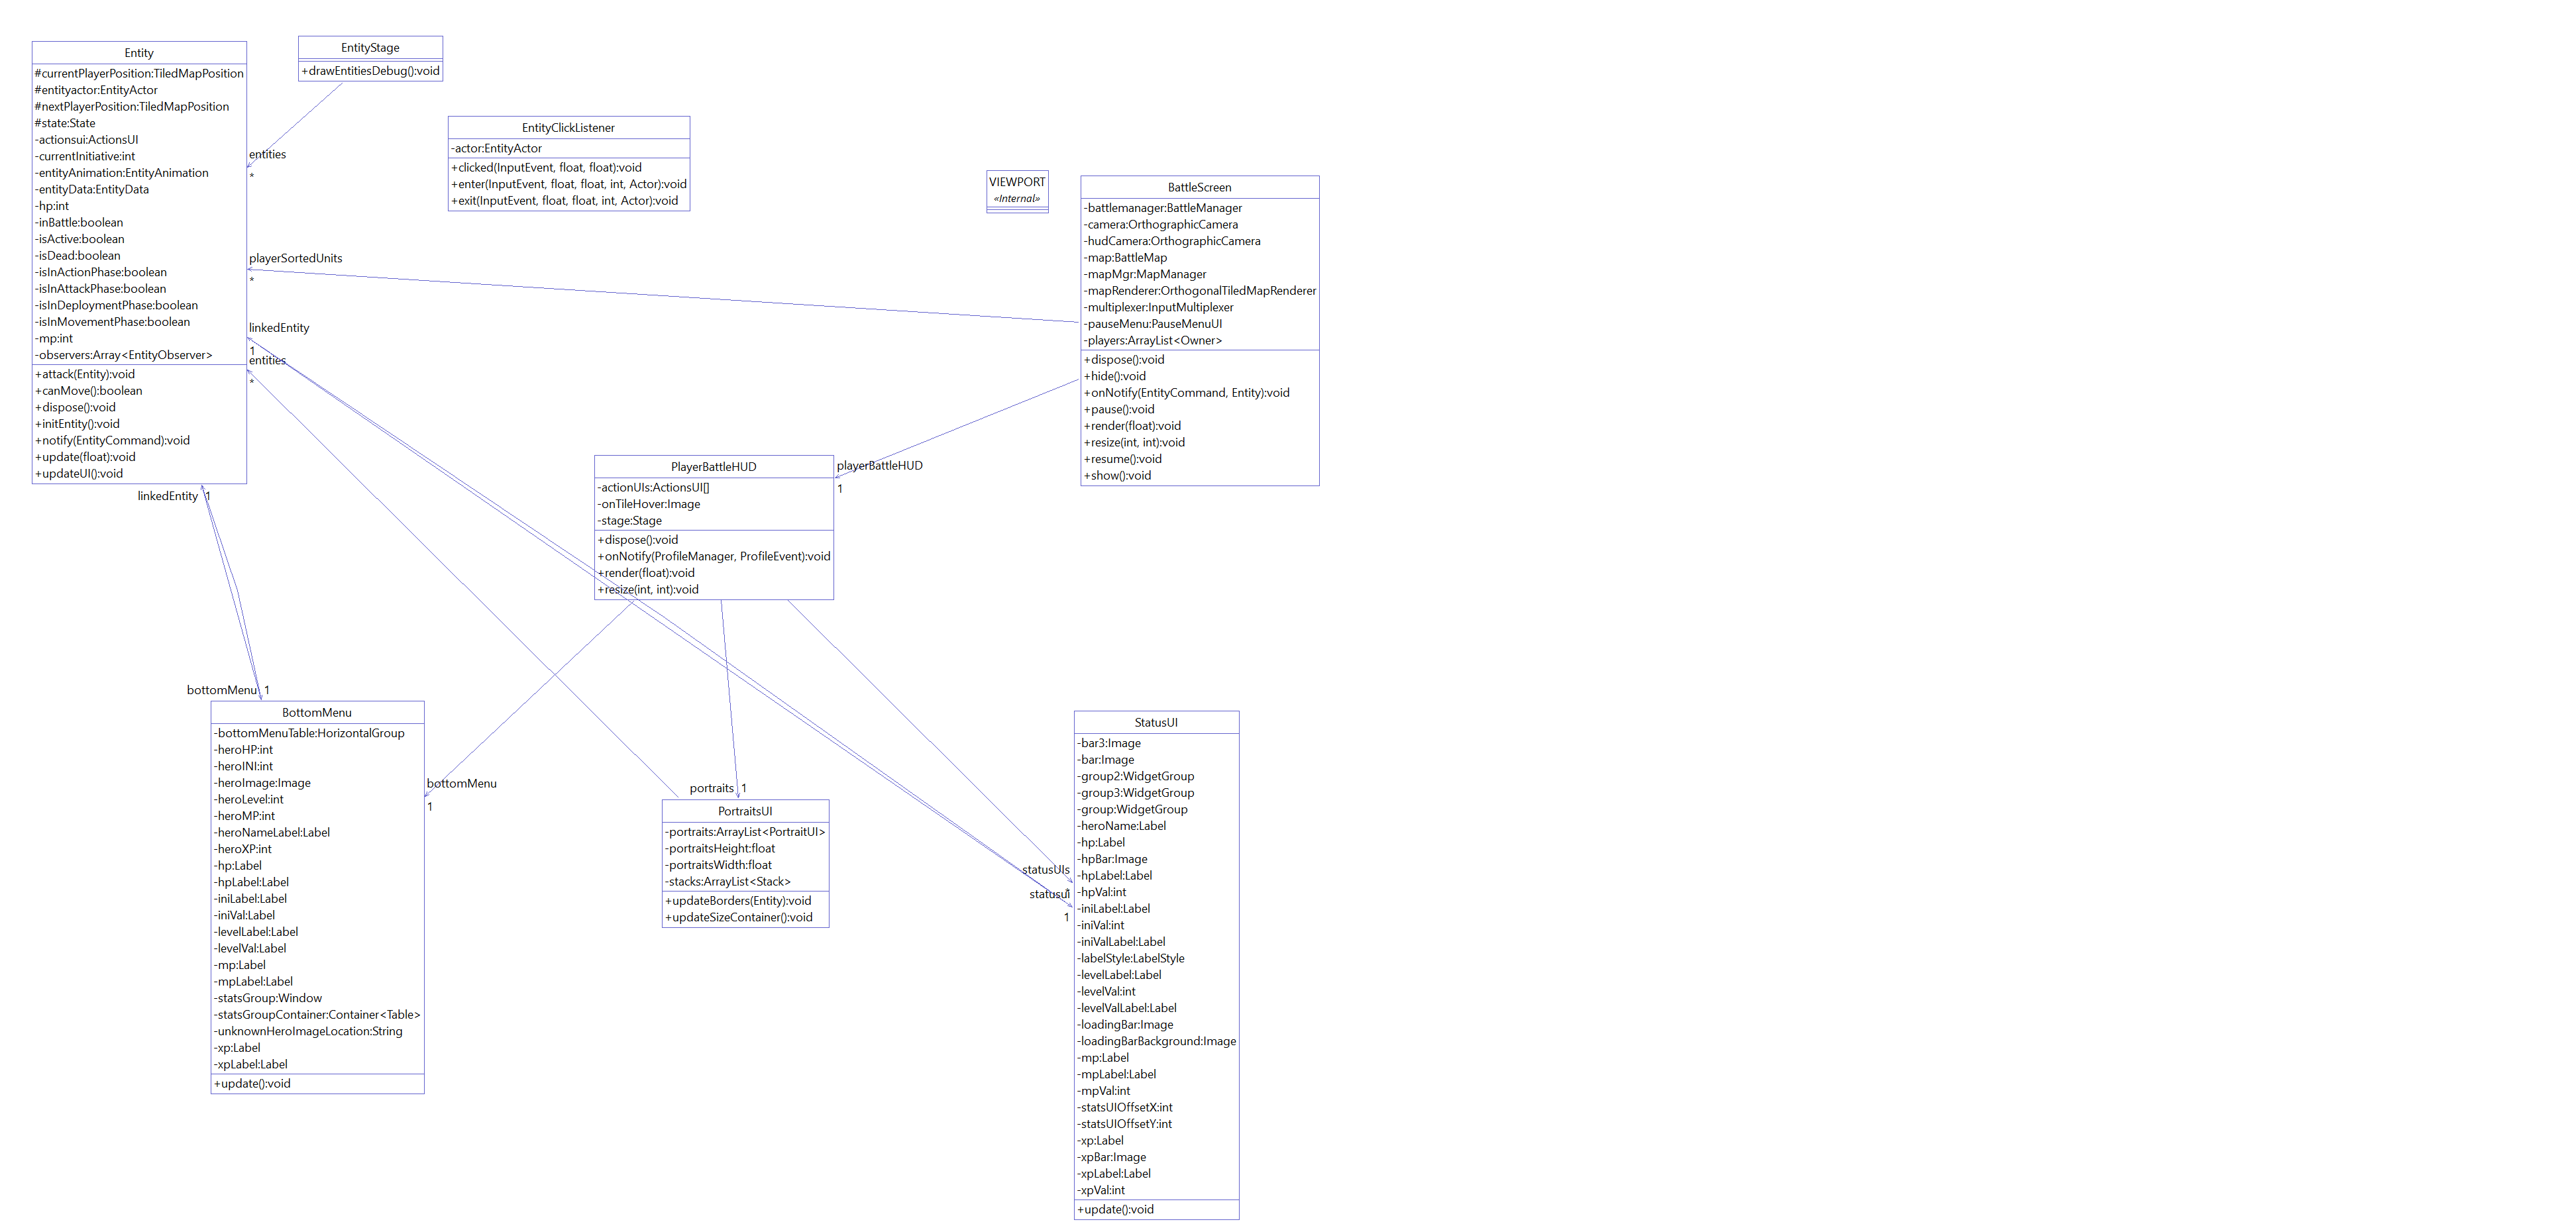 Entity
#currentPlayerPosition:TiledMapPosition
#entityactor:EntityActor
#nextPlayerPosition:TiledMapPosition
#state:State
-actionsui:ActionsUI
-currentInitiative:int
-entityAnimation:EntityAnimation
-entityData:EntityData
-hp:int
-inBattle:boolean
-isActive:boolean
-isDead:boolean
-isInActionPhase:boolean
-isInAttackPhase:boolean
-isInDeploymentPhase:boolean
-isInMovementPhase:boolean
-mp:int
-observers:Array<EntityObserver>
+attack(Entity):void
+canMove():boolean
+dispose():void
+initEntity():void
+notify(EntityCommand):void
+update(float):void
+updateUI():void
EntityStage
+drawEntitiesDebug():void
entities
*
EntityClickListener
-actor:EntityActor
+clicked(InputEvent, float, float):void
+enter(InputEvent, float, float, int, Actor):void
+exit(InputEvent, float, float, int, Actor):void
VIEWPORT
«Internal»
BattleScreen
-battlemanager:BattleManager
-camera:OrthographicCamera
-hudCamera:OrthographicCamera
-map:BattleMap
-mapMgr:MapManager
-mapRenderer:OrthogonalTiledMapRenderer
-multiplexer:InputMultiplexer
-pauseMenu:PauseMenuUI
-players:ArrayList<Owner>
+dispose():void
+hide():void
+onNotify(EntityCommand, Entity):void
+pause():void
+render(float):void
+resize(int, int):void
+resume():void
+show():void
playerSortedUnits
*
linkedEntity
1
entities
*
PlayerBattleHUD
-actionUIs:ActionsUI[]
-onTileHover:Image
-stage:Stage
+dispose():void
+onNotify(ProfileManager, ProfileEvent):void
+render(float):void
+resize(int, int):void
playerBattleHUD
1
linkedEntity 1
bottomMenu 1
BottomMenu
-bottomMenuTable:HorizontalGroup
-heroHP:int
-heroINI:int
-heroImage:Image
-heroLevel:int
-heroMP:int
-heroNameLabel:Label
-heroXP:int
-hp:Label
-hpLabel:Label
-iniLabel:Label
-iniVal:Label
-levelLabel:Label
-levelVal:Label
-mp:Label
-mpLabel:Label
-statsGroup:Window
-statsGroupContainer:Container<Table>
-unknownHeroImageLocation:String
-xp:Label
-xpLabel:Label
+update():void
bottomMenu
1
portraits 1
PortraitsUI
-portraits:ArrayList<PortraitUI>
-portraitsHeight:float
-portraitsWidth:float
-stacks:ArrayList<Stack>
+updateBorders(Entity):void
+updateSizeContainer():void
statusUIs
*
statusui
1
StatusUI
-bar3:Image
-bar:Image
-group2:WidgetGroup
-group3:WidgetGroup
-group:WidgetGroup
-heroName:Label
-hp:Label
-hpBar:Image
-hpLabel:Label
-hpVal:int
-iniLabel:Label
-iniVal:int
-iniValLabel:Label
-labelStyle:LabelStyle
-levelLabel:Label
-levelVal:int
-levelValLabel:Label
-loadingBar:Image
-loadingBarBackground:Image
-mp:Label
-mpLabel:Label
-mpVal:int
-statsUIOffsetX:int
-statsUIOffsetY:int
-xp:Label
-xpBar:Image
-xpLabel:Label
-xpVal:int
+update():void